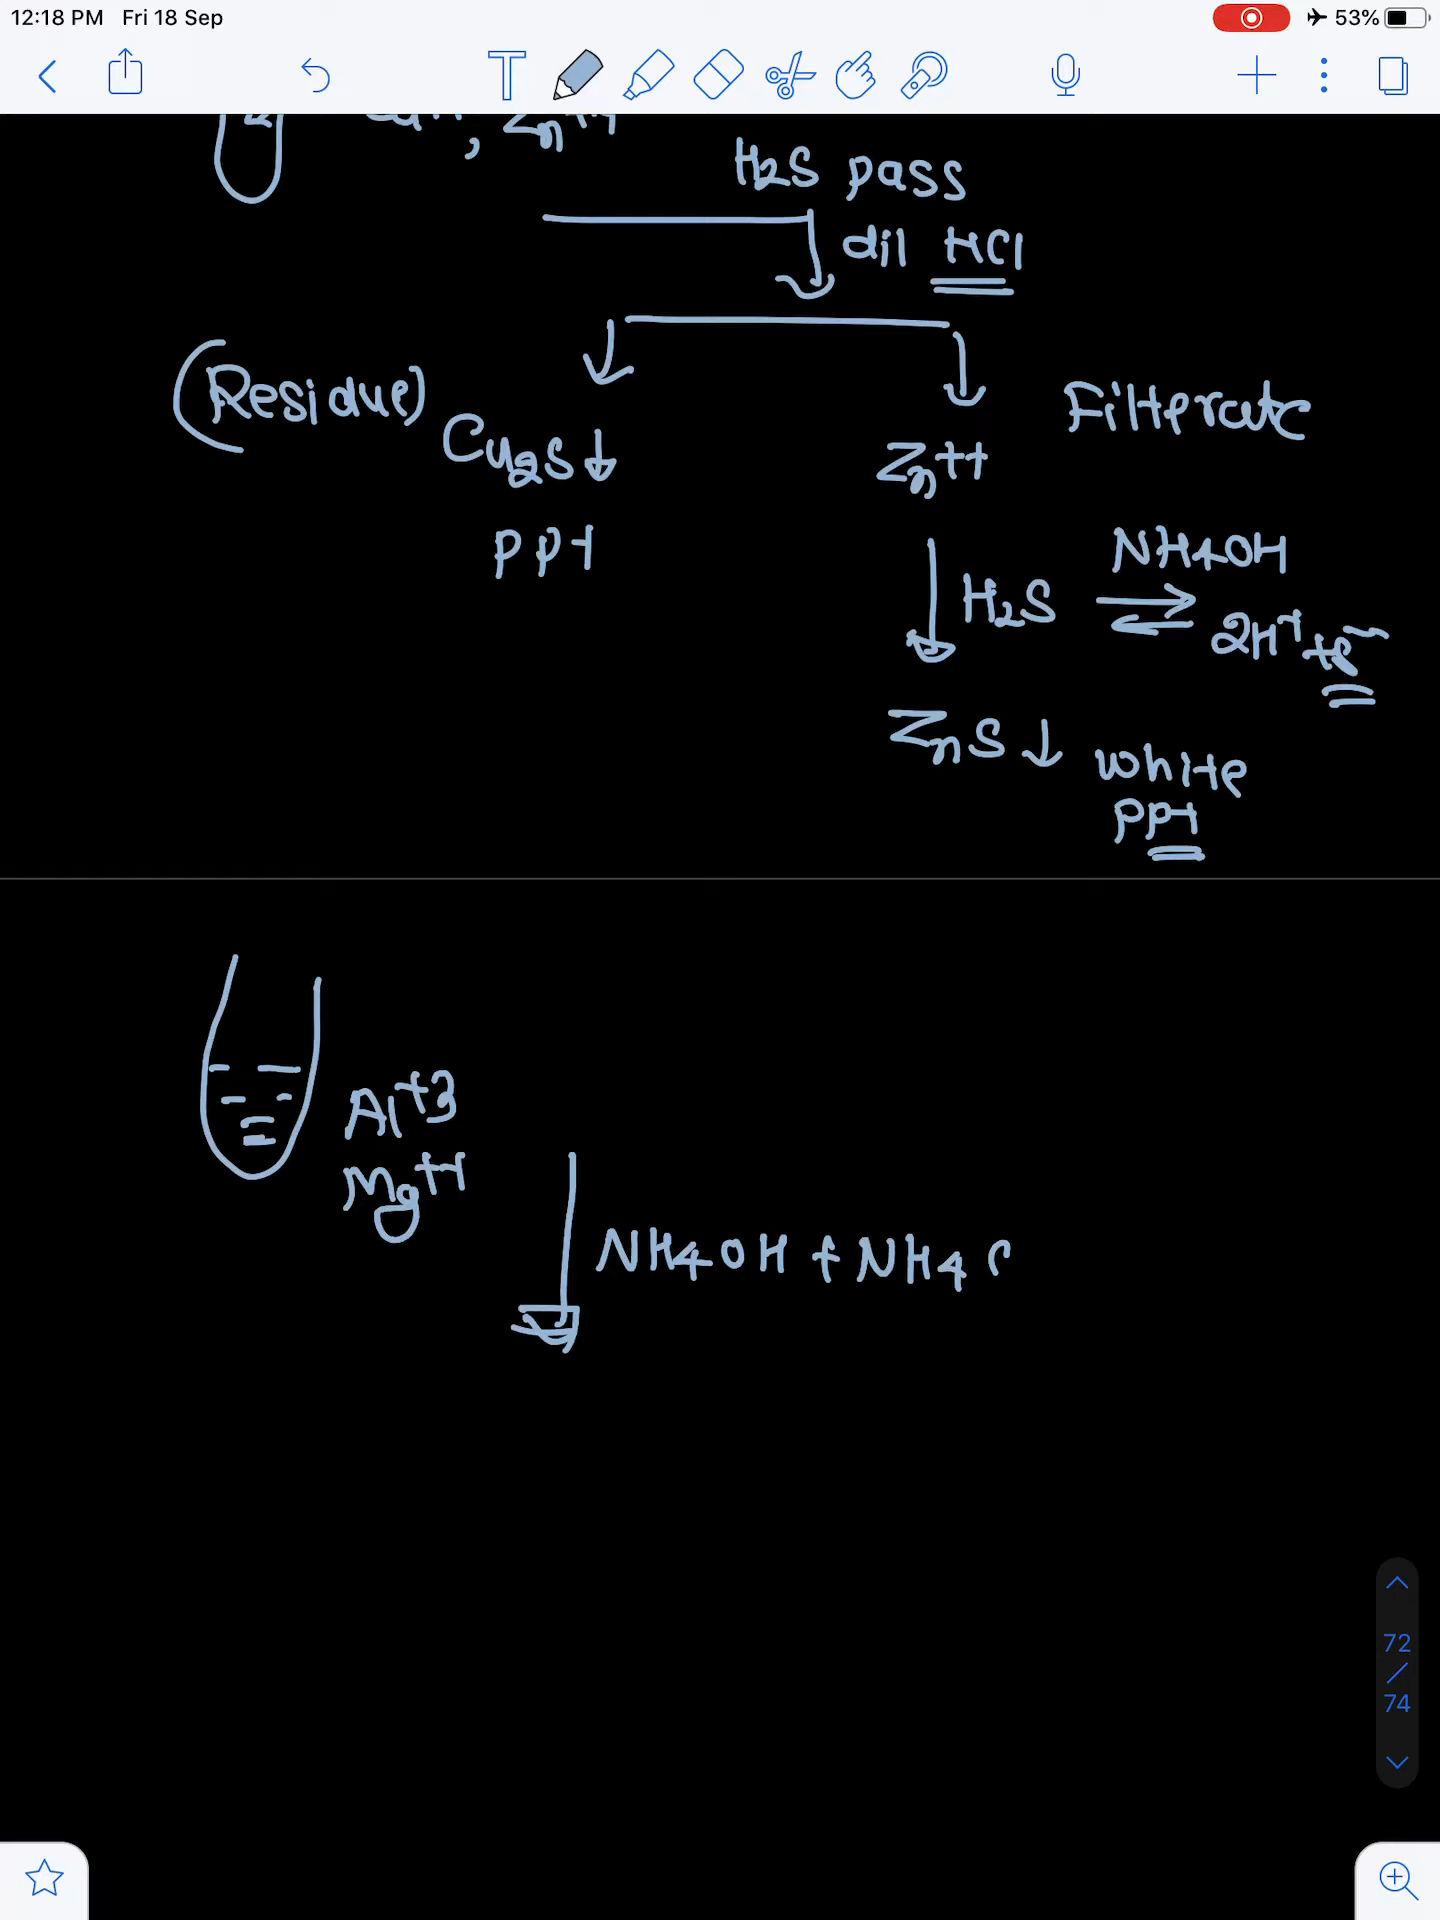 12:18 PM Fri 18 Sep 53%
T
, Zn++
H2S pass
dil HCl
(Residue) Filterate
Cu2S↓ Zn++
ppt NH4OH
H2S ⇌ 2H+ + S--
ZnS ↓ white
ppt
Al+3
Mg++
NH4OH + NH4 C
72
/
74